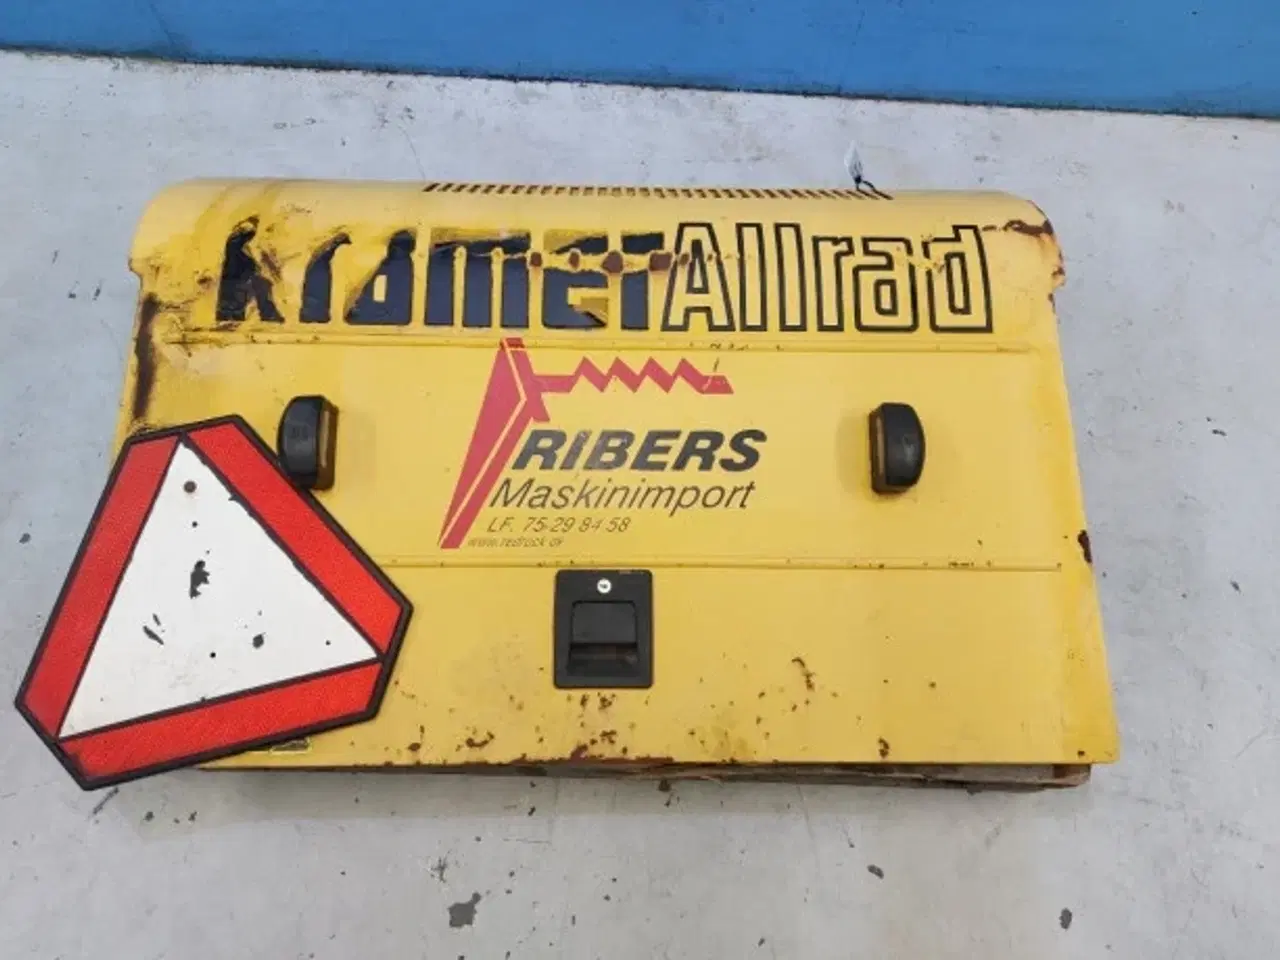 kramerAllrad
RIBERS
Maskinimport
LF. 75-29 84 58